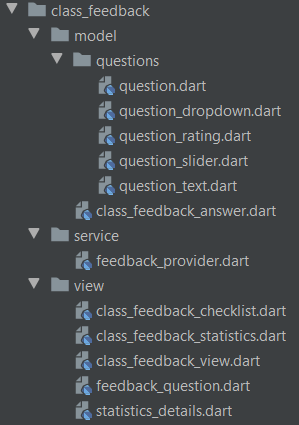 class_feedback
model
questions
question.dart
question_dropdown.dart
question_rating.dart
question_slider.dart
question_text.dart
class_feedback_answer.dart
service
feedback_provider.dart
view
class_feedback_checklist.dart
class_feedback_statistics.dart
class_feedback_view.dart
feedback_question.dart
statistics_details.dart